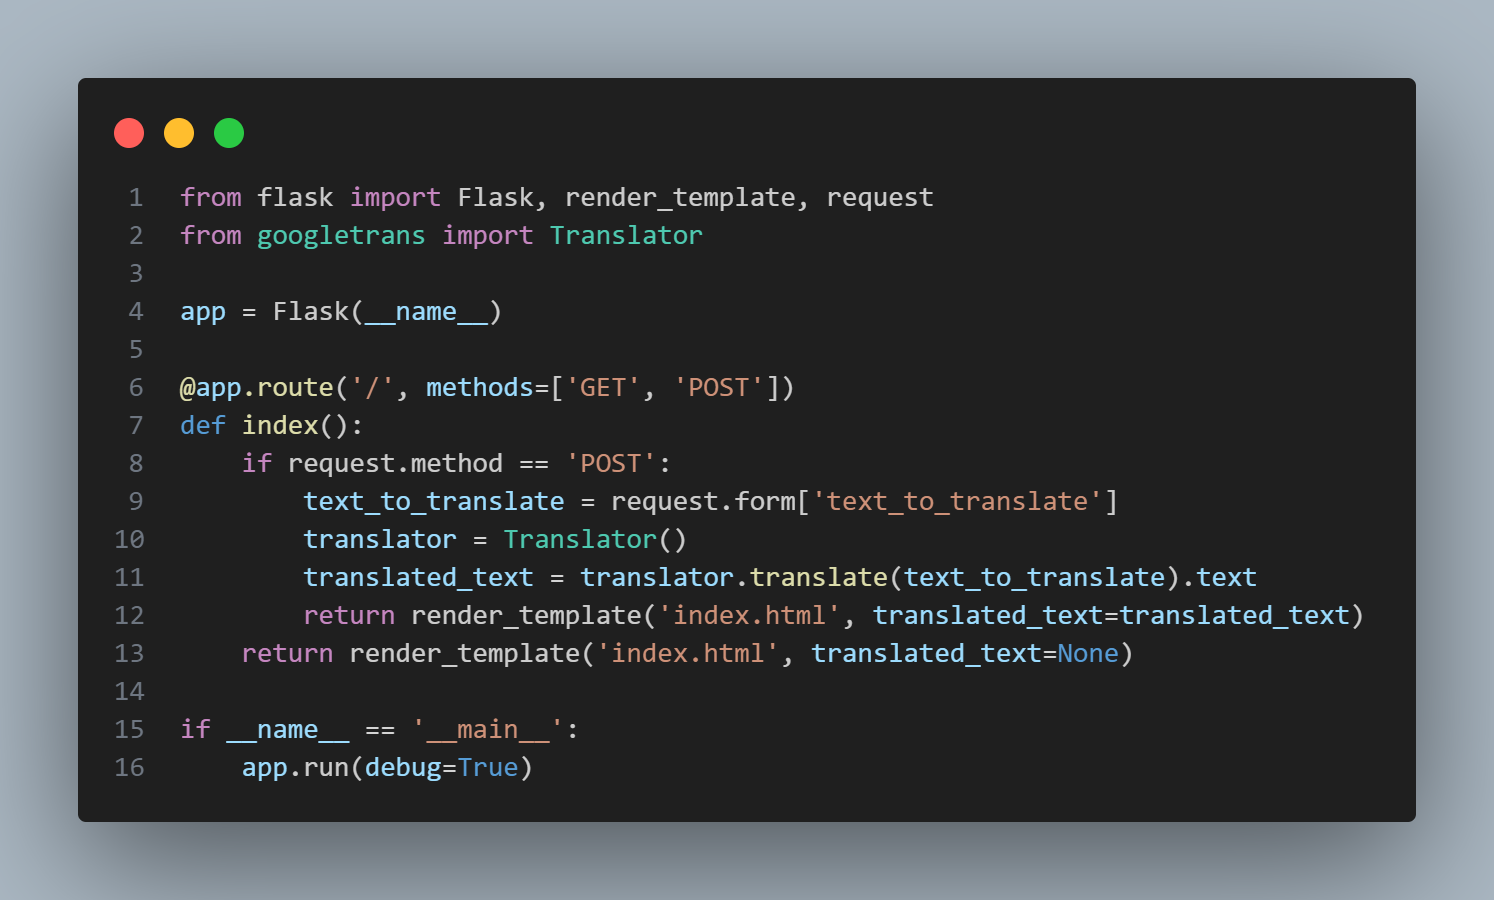 1 from flask import Flask, render_template, request
2 from googletrans import Translator
3
4 app = Flask(__name__)
5
6 @app.route('/', methods=['GET', 'POST'])
7 def index():
8     if request.method == 'POST':
9         text_to_translate = request.form['text_to_translate']
10         translator = Translator()
11         translated_text = translator.translate(text_to_translate).text
12         return render_template('index.html', translated_text=translated_text)
13     return render_template('index.html', translated_text=None)
14
15 if __name__ == '__main__':
16     app.run(debug=True)